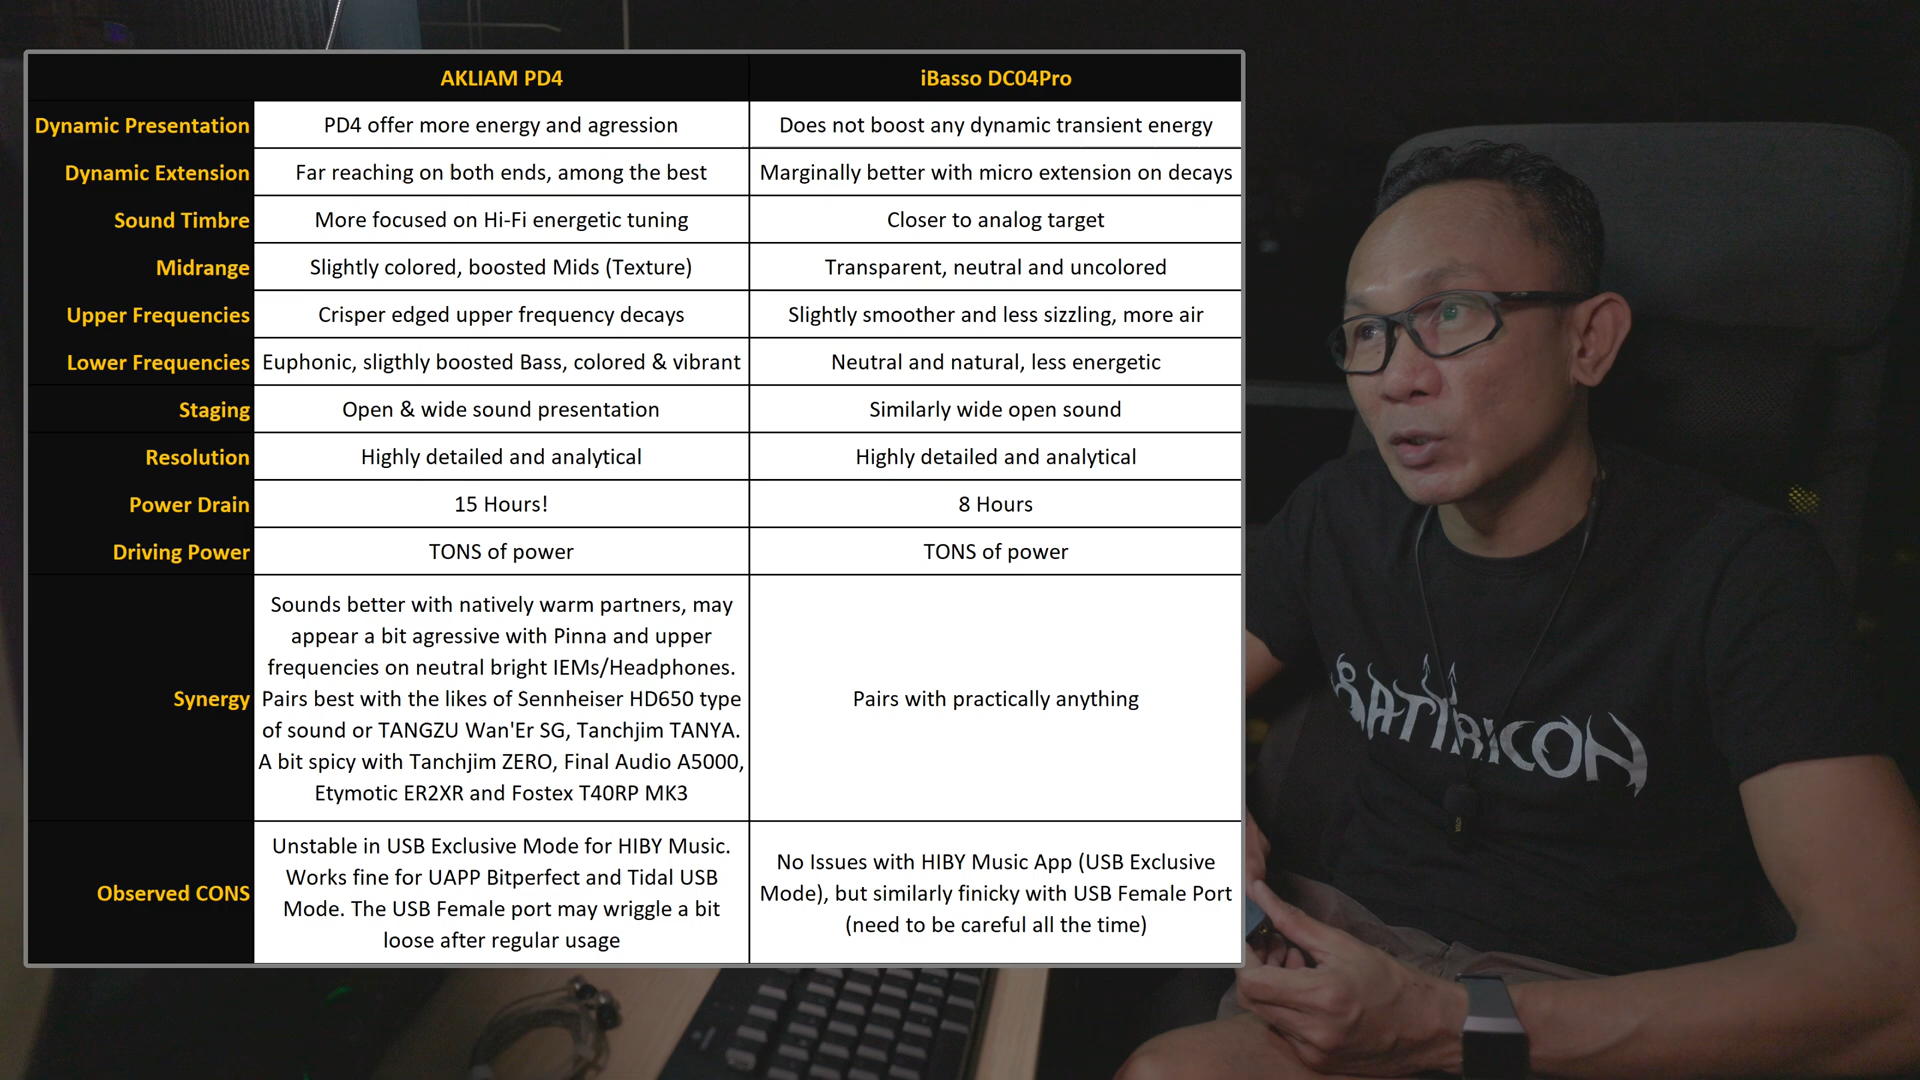 AKLIAM PD4
iBasso DC04Pro
Dynamic Presentation
PD4 offer more energy and agression
Does not boost any dynamic transient energy
Dynamic Extension
Far reaching on both ends, among the best
Marginally better with micro extension on decays
Sound Timbre
More focused on Hi-Fi energetic tuning
Closer to analog target
Midrange
Slightly colored, boosted Mids (Texture)
Transparent, neutral and uncolored
Upper Frequencies
Crisper edged upper frequency decays
Slightly smoother and less sizzling, more air
Lower Frequencies
Euphonic, sligthly boosted Bass, colored & vibrant
Neutral and natural, less energetic
Staging
Open & wide sound presentation
Similarly wide open sound
Resolution
Highly detailed and analytical
Highly detailed and analytical
Power Drain
15 Hours!
8 Hours
Driving Power
TONS of power
TONS of power
Synergy
Sounds better with natively warm partners, may
appear a bit agressive with Pinna and upper
frequencies on neutral bright IEMs/Headphones.
Pairs best with the likes of Sennheiser HD650 type
of sound or TANGZU Wan'Er SG, Tanchjim TANYA.
A bit spicy with Tanchjim ZERO, Final Audio A5000,
Etymotic ER2XR and Fostex T40RP MK3
Pairs with practically anything
Observed CONS
Unstable in USB Exclusive Mode for HIBY Music.
Works fine for UAPP Bitperfect and Tidal USB
Mode. The USB Female port may wriggle a bit
loose after regular usage
No Issues with HIBY Music App (USB Exclusive
Mode), but similarly finicky with USB Female Port
(need to be careful all the time)
SATYRICON